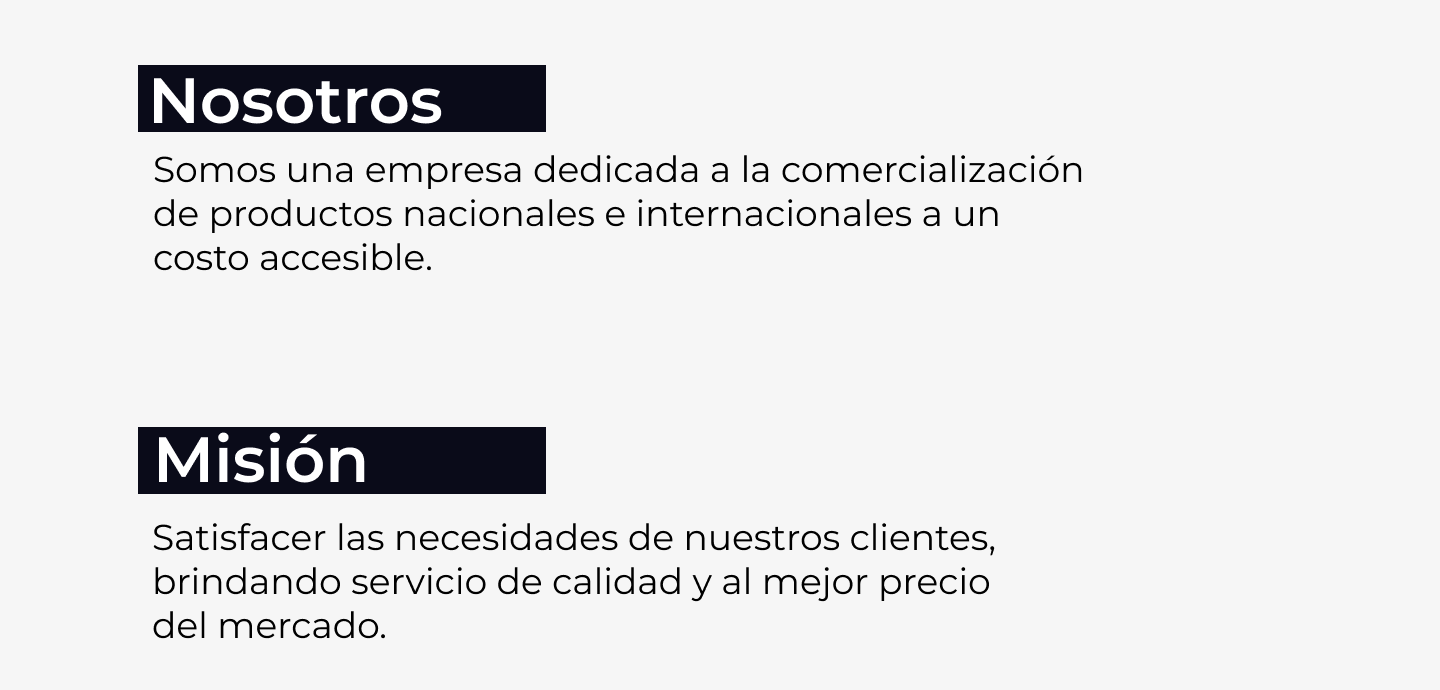 Nosotros
Somos una empresa dedicada a la comercialización
de productos nacionales e internacionales a un
costo accesible.
Misión
Satisfacer las necesidades de nuestros clientes,
brindando servicio de calidad y al mejor precio
del mercado.